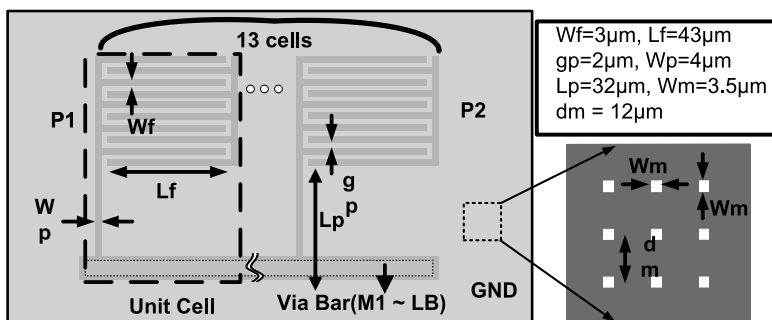 13 cells
P1
P2
Wf
Lf
g
p
W
p
Lp
Unit Cell
Via Bar(M1 ~ LB)
GND
Wf=3μm, Lf=43μm
gp=2μm, Wp=4μm
Lp=32μm, Wm=3.5μm
dm = 12μm
Wm
Wm
d
m